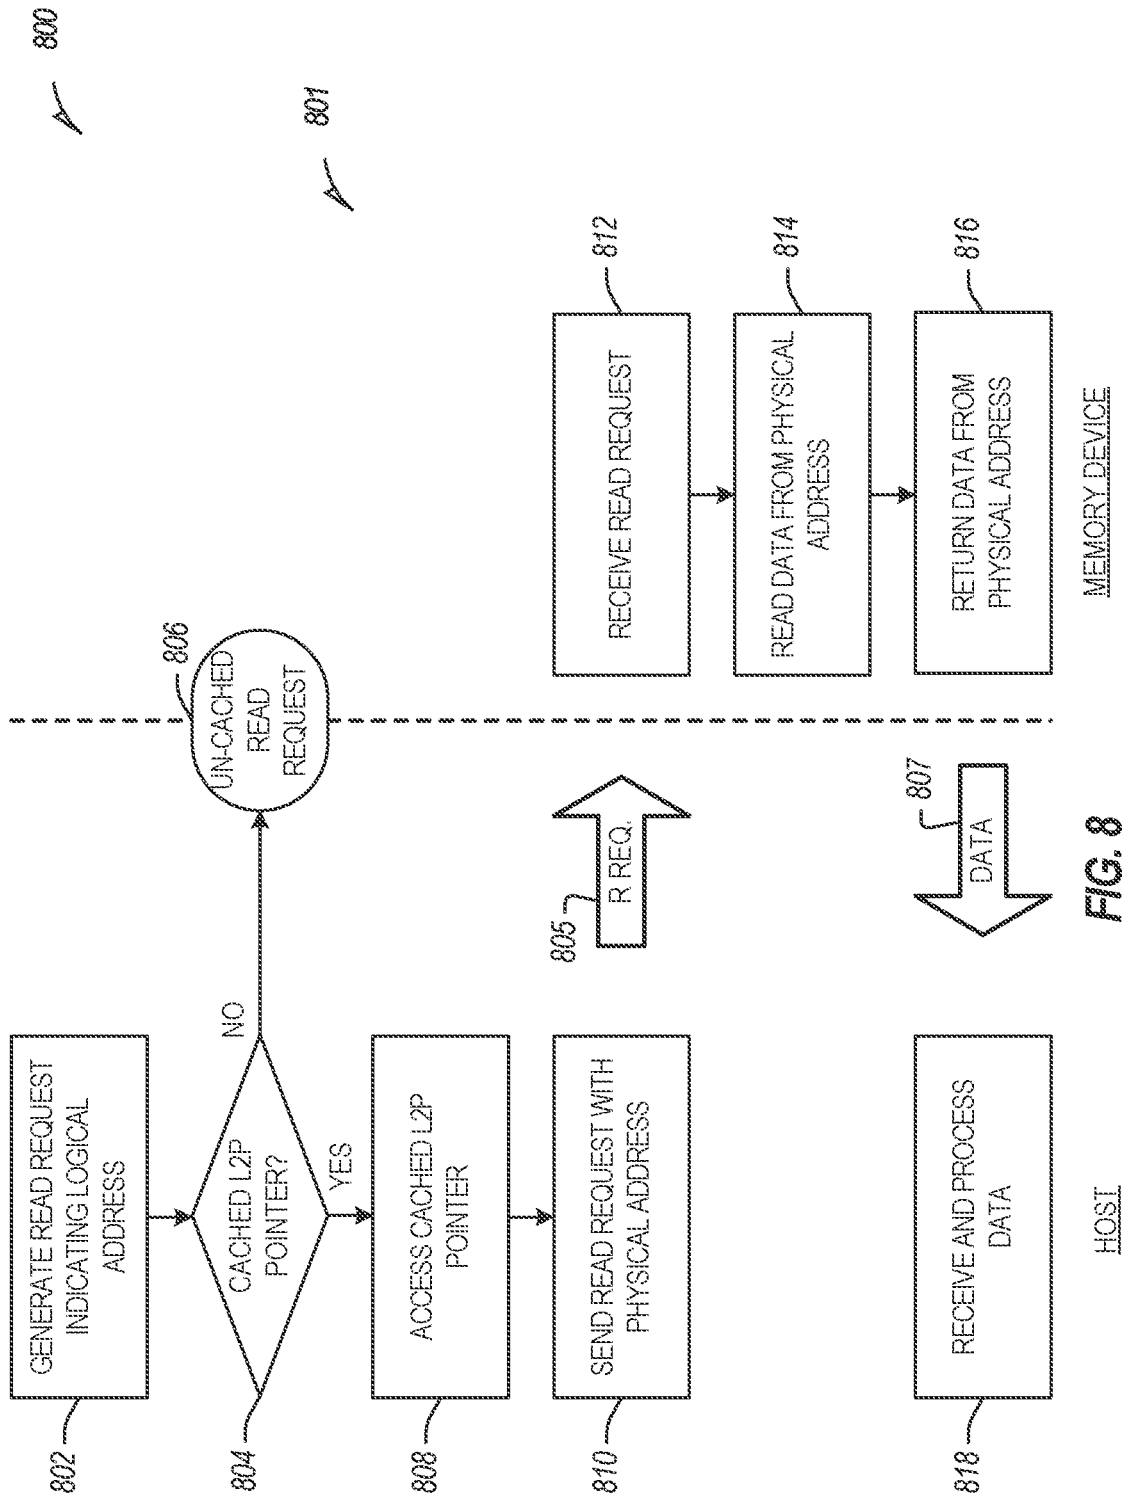 800
801
802
GENERATE READ REQUEST
INDICATING LOGICAL
ADDRESS
804
CACHED L2P
POINTER?
NO
806
UN-CACHED
READ
REQUEST
YES
808
ACCESS CACHED L2P
POINTER
810
SEND READ REQUEST WITH
PHYSICAL ADDRESS
805
R REQ.
812
RECEIVE READ REQUEST
814
READ DATA FROM PHYSICAL
ADDRESS
816
RETURN DATA FROM
PHYSICAL ADDRESS
807
DATA
818
RECEIVE AND PROCESS
DATA
HOST
MEMORY DEVICE
FIG. 8